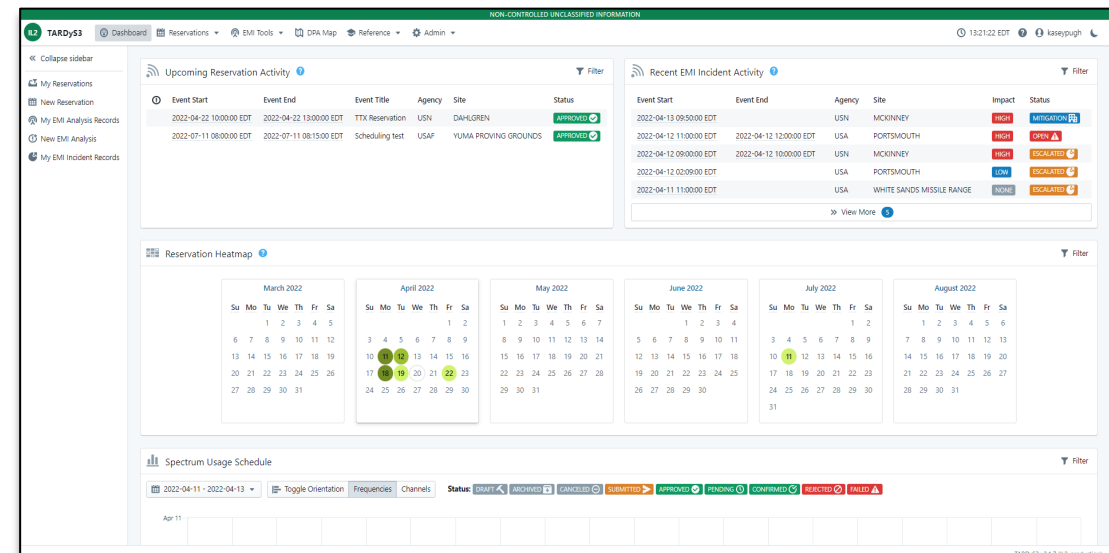 NON-CONTROLLED UNCLASSIFIED INFORMATION
IL2 TARDyS3 Dashboard Reservations EMI Tools DPA Map Reference Admin 13:21:22 EDT kaseypugh
Collapse sidebar
My Reservations
New Reservation
My EMI Analysis Records
New EMI Analysis
My EMI Incident Records
Upcoming Reservation Activity Filter
Event Start Event End Event Title Agency Site Status
2022-04-22 10:00:00 EDT 2022-04-22 13:00:00 EDT TTX Reservation USN DAHLGREN APPROVED
2022-07-11 08:00:00 EDT 2022-07-11 08:15:00 EDT Scheduling test USAF YUMA PROVING GROUNDS APPROVED
Recent EMI Incident Activity Filter
Event Start Event End Agency Site Impact Status
2022-04-13 09:50:00 EDT USN MCKINNEY HIGH MITIGATION
2022-04-12 11:00:00 EDT 2022-04-12 12:00:00 EDT USA PORTSMOUTH HIGH OPEN
2022-04-12 09:00:00 EDT 2022-04-12 10:00:00 EDT USN MCKINNEY HIGH ESCALATED
2022-04-12 02:09:00 EDT USA PORTSMOUTH LOW ESCALATED
2022-04-11 11:00:00 EDT USA WHITE SANDS MISSILE RANGE NONE ESCALATED
View More 5
Reservation Heatmap Filter
March 2022
Su Mo Tu We Th Fr Sa
1 2 3 4 5
6 7 8 9 10 11 12
13 14 15 16 17 18 19
20 21 22 23 24 25 26
27 28 29 30 31
April 2022
Su Mo Tu We Th Fr Sa
1 2
3 4 5 6 7 8 9
10 11 12 13 14 15 16
17 18 19 20 21 22 23
24 25 26 27 28 29 30
May 2022
Su Mo Tu We Th Fr Sa
1 2 3 4 5 6 7
8 9 10 11 12 13 14
15 16 17 18 19 20 21
22 23 24 25 26 27 28
29 30 31
June 2022
Su Mo Tu We Th Fr Sa
1 2 3 4
5 6 7 8 9 10 11
12 13 14 15 16 17 18
19 20 21 22 23 24 25
26 27 28 29 30
July 2022
Su Mo Tu We Th Fr Sa
1 2
3 4 5 6 7 8 9
10 11 12 13 14 15 16
17 18 19 20 21 22 23
24 25 26 27 28 29 30
31
August 2022
Su Mo Tu We Th Fr Sa
1 2 3 4 5 6
7 8 9 10 11 12 13
14 15 16 17 18 19 20
21 22 23 24 25 26 27
28 29 30 31
Spectrum Usage Schedule Filter
2022-04-11 - 2022-04-13 Toggle Orientation Frequencies Channels Status: DRAFT ARCHIVED CANCELED SUBMITTED APPROVED PENDING CONFIRMED REJECTED FAILED
Apr 11